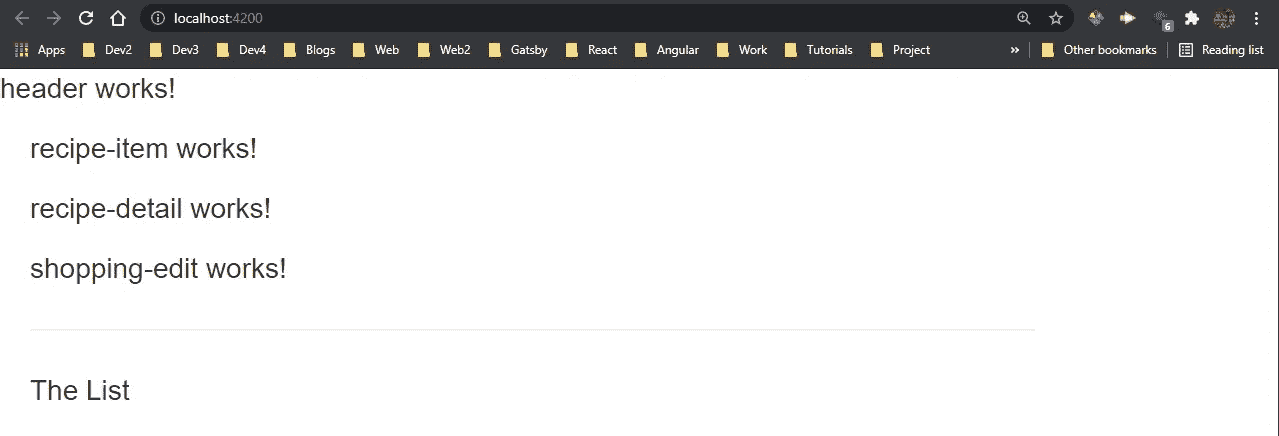 localhost:4200
Apps Dev2 Dev3 Dev4 Blogs Web Web2 Gatsby React Angular Work Tutorials Project » Other bookmarks Reading list
6
header works!
recipe-item works!
recipe-detail works!
shopping-edit works!
The List